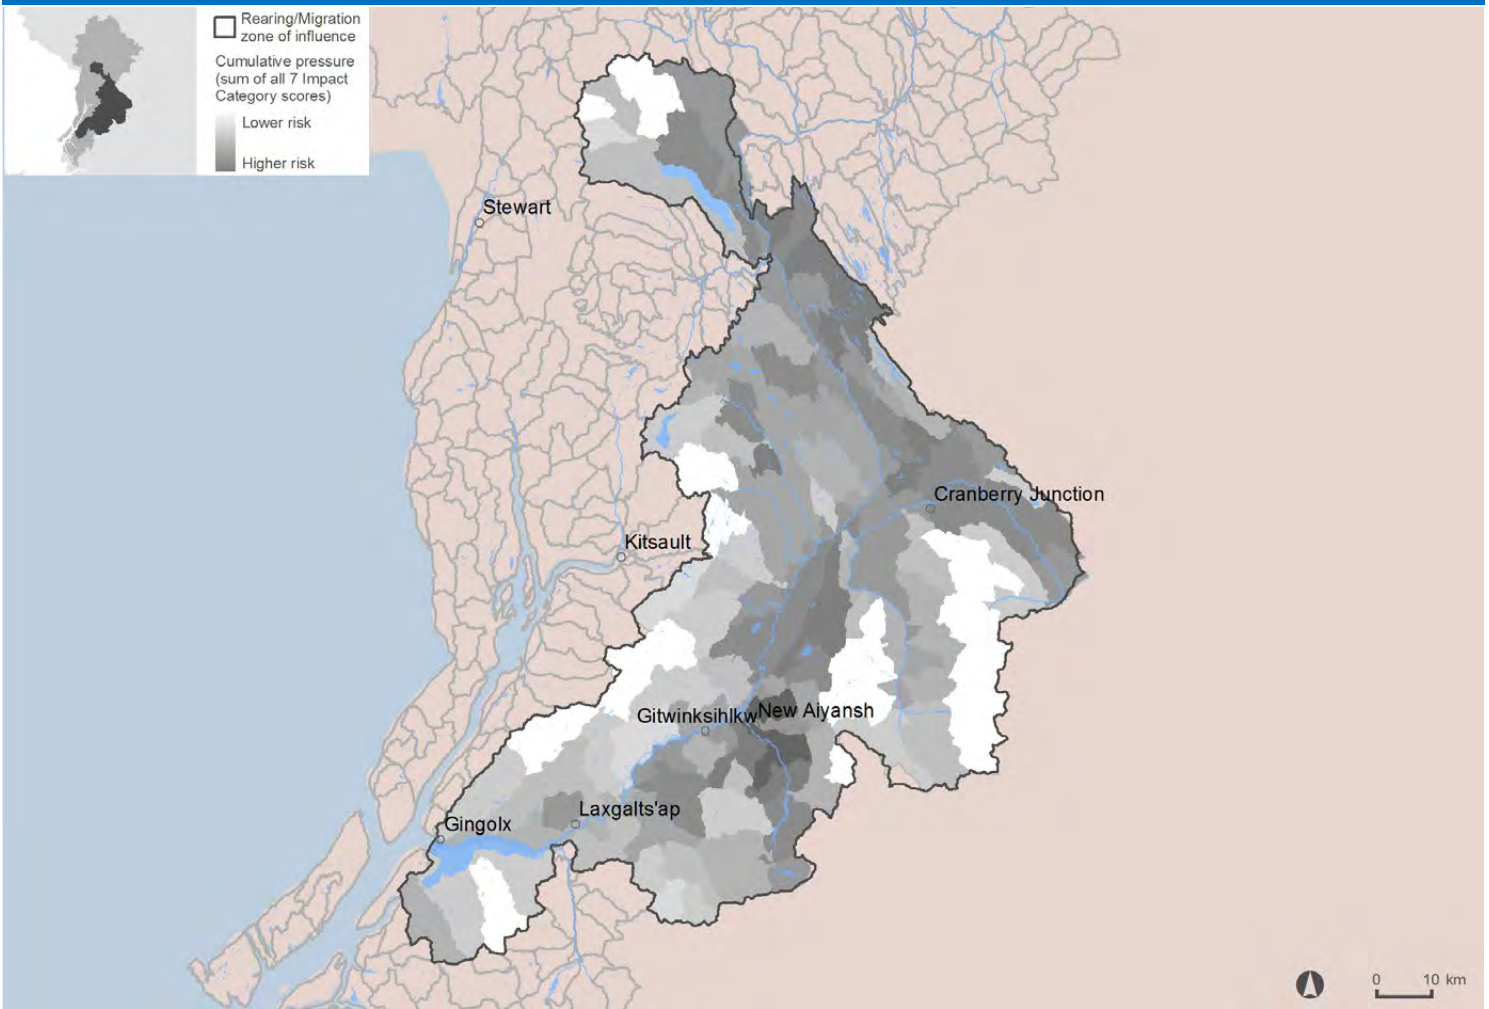 Rearing/Migration
zone of influence
Cumulative pressure
(sum of all 7 Impact
Category scores)
Lower risk
Higher risk
Stewart
Cranberry Junction
Kitsault
Gitwinksihlkw
New Aiyansh
Laxgalts'ap
Gingolx
0 10 km